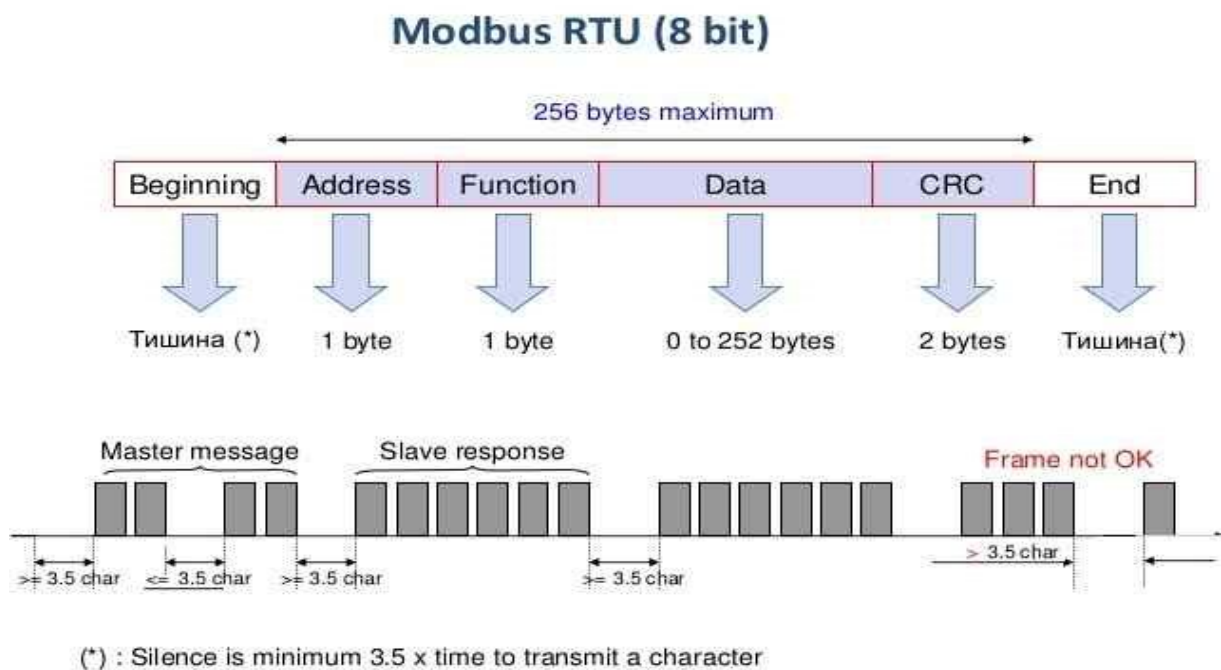 Modbus RTU (8 bit)
256 bytes maximum
Beginning Address Function Data CRC End
Тишина (*) 1 byte 1 byte 0 to 252 bytes 2 bytes Тишина(*)
Master message Slave response Frame not OK
>= 3.5 char <= 3.5 char >= 3.5 char >= 3.5 char > 3.5 char
(*) : Silence is minimum 3.5 x time to transmit a character